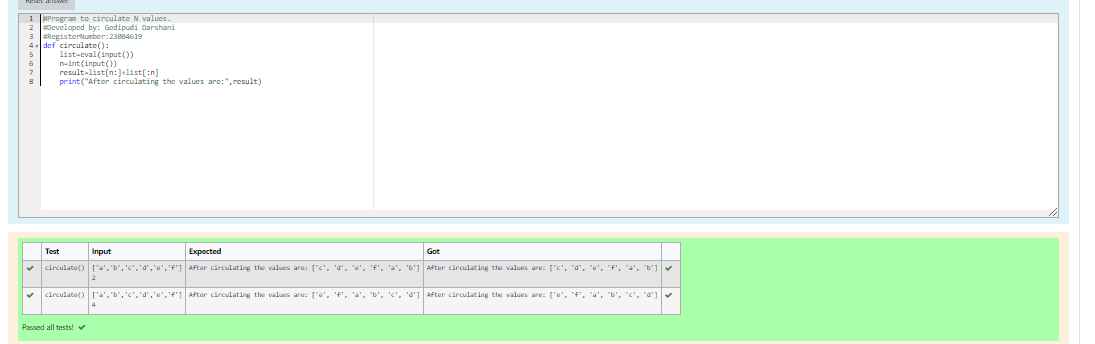 Reset answer
1 #Program to circulate N values.
2 #Developed by: Gedipudi Darshani
3 #RegisterNumber:23004619
4 def circulate():
5 list=eval(input())
6 n=int(input())
7 result=list[n:]+list[:n]
8 print("After circulating the values are:",result)
Test Input Expected Got
circulate() ['a','b','c','d','e','f'] After circulating the values are: ['c', 'd', 'e', 'f', 'a', 'b'] After circulating the values are: ['c', 'd', 'e', 'f', 'a', 'b']
2
circulate() ['a','b','c','d','e','f'] After circulating the values are: ['e', 'f', 'a', 'b', 'c', 'd'] After circulating the values are: ['e', 'f', 'a', 'b', 'c', 'd']
4
Passed all tests!